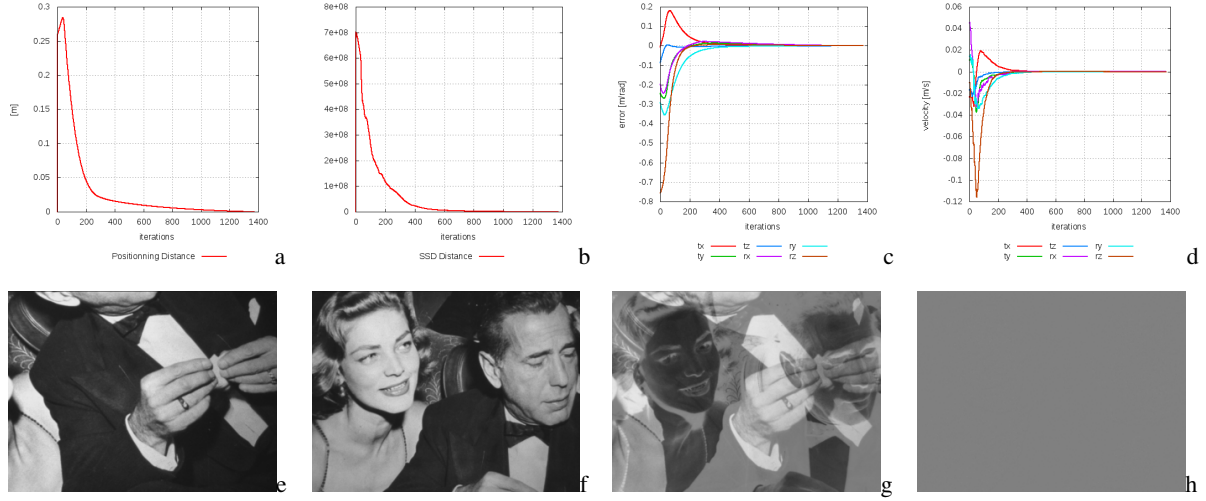 0.3
0.25
0.2
0.15
0.1
0.05
0
[m]
0 200 400 600 800 1000 1200 1400
iterations
Positionning Distance
a
8e+08
7e+08
6e+08
5e+08
4e+08
3e+08
2e+08
1e+08
0
0 200 400 600 800 1000 1200 1400
iterations
SSD Distance
b
0.2
0.1
0
-0.1
-0.2
-0.3
-0.4
-0.5
-0.6
-0.7
-0.8
error [m/rad]
0 200 400 600 800 1000 1200 1400
iterations
tx tz ry
ty rx rz
c
0.06
0.04
0.02
0
-0.02
-0.04
-0.06
-0.08
-0.1
-0.12
velocity [m/s]
0 200 400 600 800 1000 1200 1400
iterations
tx tz ry
ty rx rz
d
e
f
g
h